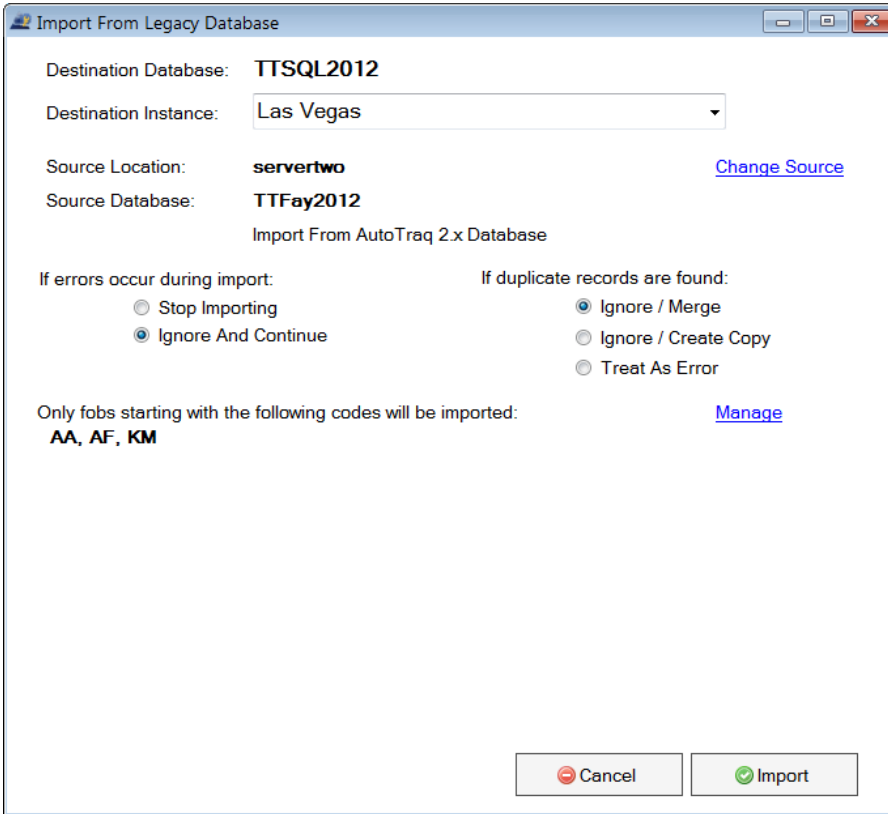 Import From Legacy Database
Destination Database: TTSQL2012
Destination Instance: Las Vegas
Source Location: servertwo Change Source
Source Database: TTFay2012
Import From AutoTraq 2.x Database
If errors occur during import: If duplicate records are found:
Stop Importing Ignore / Merge
Ignore And Continue Ignore / Create Copy
Treat As Error
Only fobs starting with the following codes will be imported: Manage
AA, AF, KM
Cancel Import